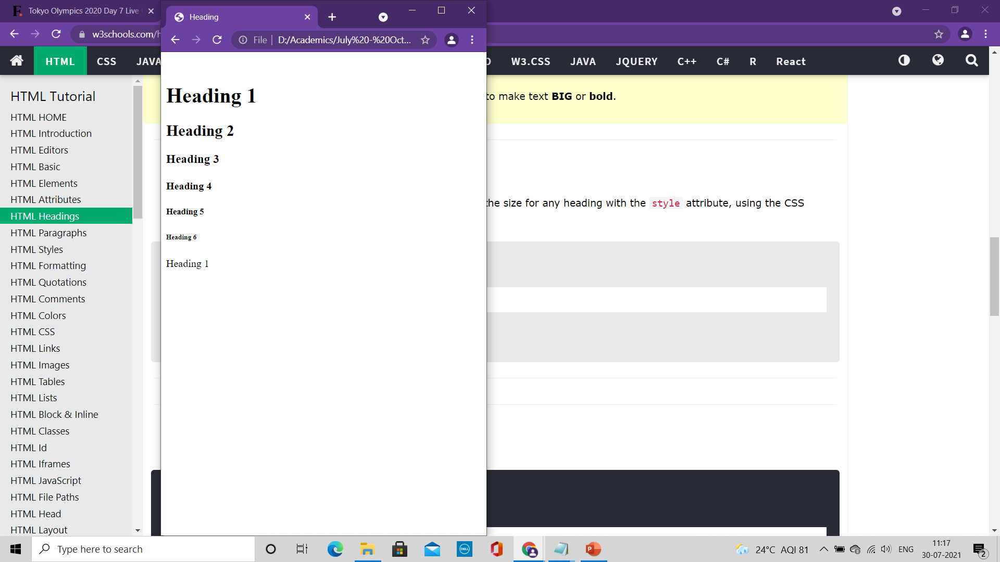 Tokyo Olympics 2020 Day 7 Live
Heading
w3schools.com/h
File | D:/Academics/July%20-%20Oct...
HTML
CSS
JAVA
W3.CSS
JAVA
JQUERY
C++
C#
R
React
HTML Tutorial
HTML HOME
HTML Introduction
HTML Editors
HTML Basic
HTML Elements
HTML Attributes
HTML Headings
HTML Paragraphs
HTML Styles
HTML Formatting
HTML Quotations
HTML Comments
HTML Colors
HTML CSS
HTML Links
HTML Images
HTML Tables
HTML Lists
HTML Block & Inline
HTML Classes
HTML Id
HTML Iframes
HTML JavaScript
HTML File Paths
HTML Head
HTML Layout
Heading 1
Heading 2
Heading 3
Heading 4
Heading 5
Heading 6
Heading 1
to make text BIG or bold.
the size for any heading with the style attribute, using the CSS
Type here to search
DELL
24°C AQI 81
ENG
11:17
30-07-2021
2